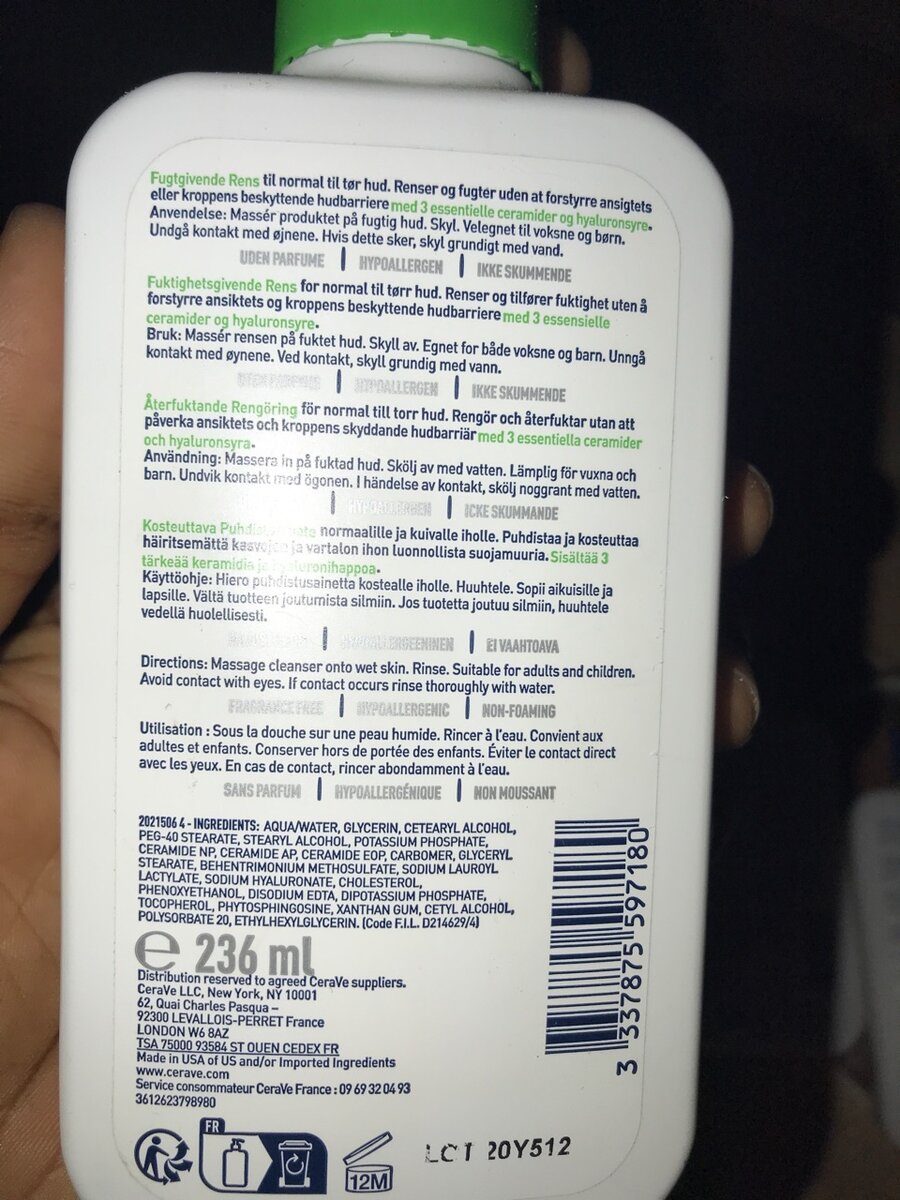 Fugtgivende Rens til normal til tør hud. Renser og fugter uden at forstyrre ansigtets
eller kroppens beskyttende hudbarriere med 3 essentielle ceramider og hyaluronsyre.
Anvendelse: Massér produktet på fugtig hud. Skyl. Velegnet til voksne og børn.
Undgå kontakt med øjnene. Hvis dette sker, skyl grundigt med vand.
UDEN PARFUME | HYPOALLERGEN | IKKE SKUMMENDE
Fuktighetsgivende Rens for normal til tørr hud. Renser og tilfører fuktighet uten å
forstyrre ansiktets og kroppens beskyttende hudbarriere med 3 essensielle
ceramider og hyaluronsyre.
Bruk: Massér rensen på fuktet hud. Skyll av. Egnet for både voksne og barn. Unngå
kontakt med øynene. Ved kontakt, skyll grundig med vann.
| HYPOALLERGEN | IKKE SKUMMENDE
Återfuktande Rengöring för normal till torr hud. Rengör och återfuktar utan att
påverka ansiktets och kroppens skyddande hudbarriär med 3 essentiella ceramider
och hyaluronsyra.
Användning: Massera in på fuktad hud. Skölj av med vatten. Lämplig för vuxna och
barn. Undvik kontakt med ögonen. I händelse av kontakt, skölj noggrant med vatten.
| HYPOALLERGEN | ICKE SKUMMANDE
Kosteuttava normaalille ja kuivalle iholle. Puhdistaa ja kosteuttaa
häiritsemättä kasvojen ja vartalon ihon luonnollista suojamuuria. Sisältää 3
tärkeää keramidia ja hyaluronihappoa.
Käyttöohje: Hiero puhdistusainetta kostealle iholle. Huuhtele. Sopii aikuisille ja
lapsille. Vältä tuotteen joutumista silmiin. Jos tuotetta joutuu silmiin, huuhtele
vedellä huolellisesti.
| HYPOALLERGEENINEN | EI VAAHTOAVA
Directions: Massage cleanser onto wet skin. Rinse. Suitable for adults and children.
Avoid contact with eyes. If contact occurs rinse thoroughly with water.
FRAGRANCE FREE | HYPOALLERGENIC | NON-FOAMING
Utilisation : Sous la douche sur une peau humide. Rincer à l'eau. Convient aux
adultes et enfants. Conserver hors de portée des enfants. Éviter le contact direct
avec les yeux. En cas de contact, rincer abondamment à l'eau.
SANS PARFUM | HYPOALLERGÉNIQUE | NON MOUSSANT
2021506 4 - INGREDIENTS: AQUA/WATER, GLYCERIN, CETEARYL ALCOHOL,
PEG-40 STEARATE, STEARYL ALCOHOL, POTASSIUM PHOSPHATE,
CERAMIDE NP, CERAMIDE AP, CERAMIDE EOP, CARBOMER, GLYCERYL
STEARATE, BEHENTRIMONIUM METHOSULFATE, SODIUM LAUROYL
LACTYLATE, SODIUM HYALURONATE, CHOLESTEROL,
PHENOXYETHANOL, DISODIUM EDTA, DIPOTASSIUM PHOSPHATE,
TOCOPHEROL, PHYTOSPHINGOSINE, XANTHAN GUM, CETYL ALCOHOL,
POLYSORBATE 20, ETHYLHEXYLGLYCERIN. (Code F.I.L. D214629/4)
e 236 ml
Distribution reserved to agreed CeraVe suppliers.
CeraVe LLC, New York, NY 10001
62, Quai Charles Pasqua –
92300 LEVALLOIS-PERRET France
LONDON W6 8AZ
TSA 75000 93584 ST OUEN CEDEX FR
Made in USA of US and/or Imported Ingredients
www.cerave.com
Service consommateur CeraVe France : 09 69 32 04 93
3612623798980
3 337875 597180
FR
12M
LCT 20Y512